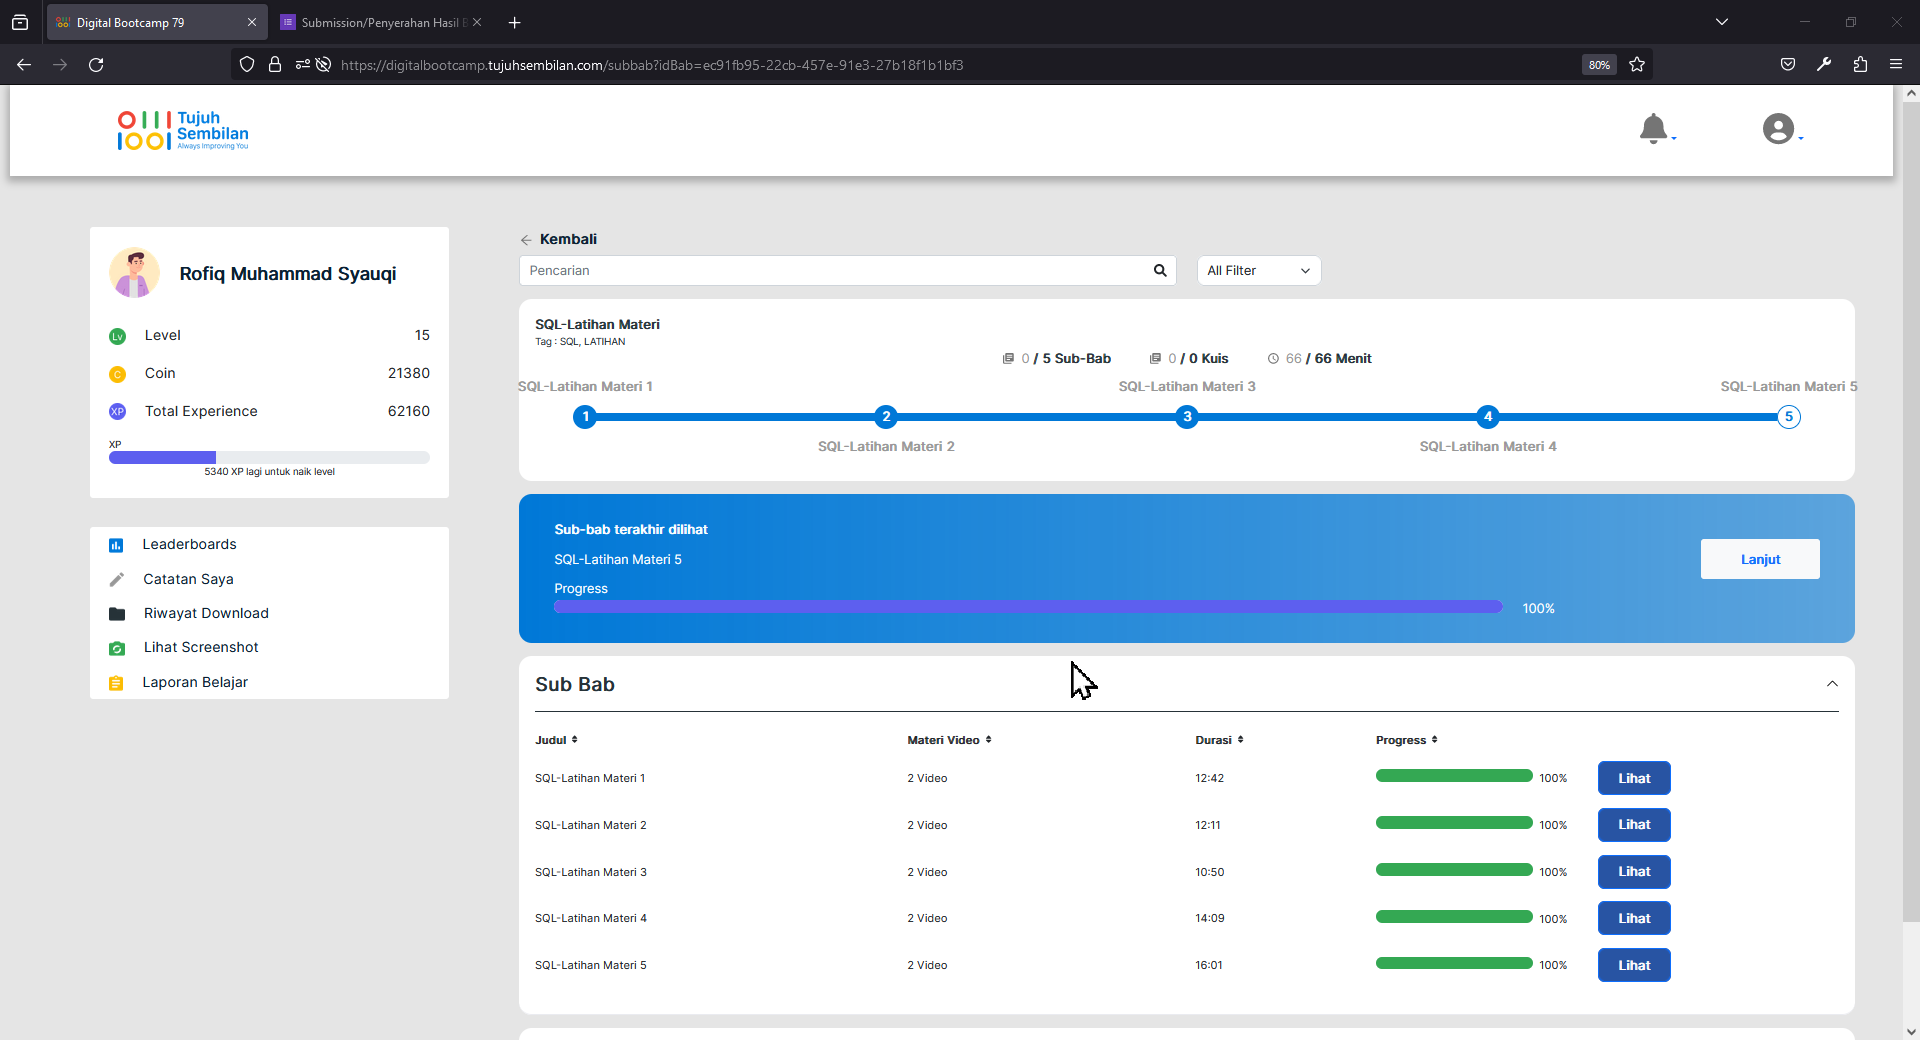 Digital Bootcamp 79
Submission/Penyerahan Hasil
https://digitalbootcamp.tujuhsembilan.com/subbab?idBab=ec91fb95-22cb-457e-91e3-27b18f1b1bf3
80%
Tujuh
Sembilan
Always Improving You
Rofiq Muhammad Syauqi
Lv Level 15
C Coin 21380
XP Total Experience 62160
XP
5340 XP lagi untuk naik level
Leaderboards
Catatan Saya
Riwayat Download
Lihat Screenshot
Laporan Belajar
Kembali
Pencarian
All Filter
SQL-Latihan Materi
Tag : SQL, LATIHAN
0 / 5 Sub-Bab 0 / 0 Kuis 66 / 66 Menit
SQL-Latihan Materi 1 SQL-Latihan Materi 3 SQL-Latihan Materi 5
1 2 3 4 5
SQL-Latihan Materi 2 SQL-Latihan Materi 4
Sub-bab terakhir dilihat
SQL-Latihan Materi 5
Lanjut
Progress
100%
Sub Bab
Judul Materi Video Durasi Progress
SQL-Latihan Materi 1 2 Video 12:42 100% Lihat
SQL-Latihan Materi 2 2 Video 12:11 100% Lihat
SQL-Latihan Materi 3 2 Video 10:50 100% Lihat
SQL-Latihan Materi 4 2 Video 14:09 100% Lihat
SQL-Latihan Materi 5 2 Video 16:01 100% Lihat